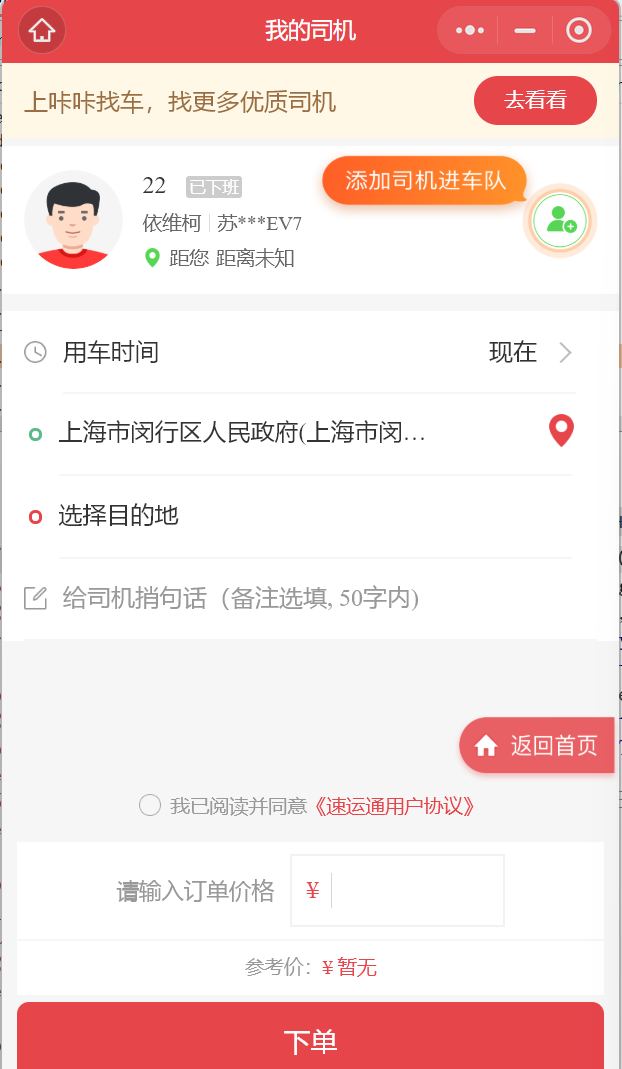 我的司机
上咔咔找车，找更多优质司机
去看看
22 已下班
添加司机进车队
依维柯 苏***EV7
距您 距离未知
用车时间 现在
上海市闵行区人民政府(上海市闵…
选择目的地
给司机捎句话（备注选填, 50字内)
返回首页
我已阅读并同意《速运通用户协议》
请输入订单价格 ¥
参考价: ¥ 暂无
下单